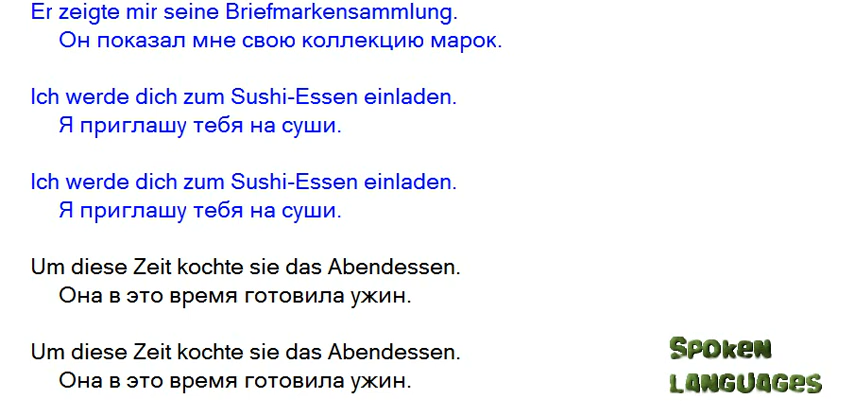 Er zeigte mir seine Briefmarkensammlung.
Он показал мне свою коллекцию марок.
Ich werde dich zum Sushi-Essen einladen.
Я приглашу тебя на суши.
Ich werde dich zum Sushi-Essen einladen.
Я приглашу тебя на суши.
Um diese Zeit kochte sie das Abendessen.
Она в это время готовила ужин.
Um diese Zeit kochte sie das Abendessen.
Она в это время готовила ужин.
Spoken
Languages